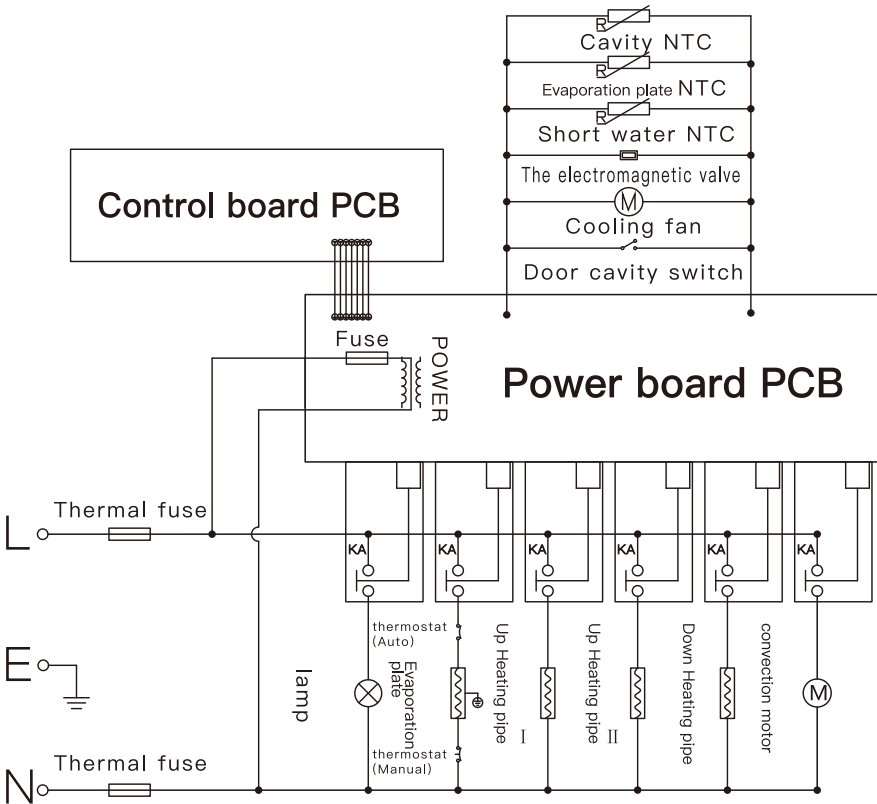 R
Cavity NTC
R
Evaporation plate NTC
R
Short water NTC
The electromagnetic valve
M
Cooling fan
Door cavity switch
Control board PCB
Fuse
POWER
Power board PCB
L
Thermal fuse
KA
KA
KA
KA
KA
KA
E
lamp
thermostat
(Auto)
Evaporation
plate
thermostat
(Manual)
Up Heating pipe
I
Up Heating pipe
II
Down Heating pipe
convection motor
M
N
Thermal fuse